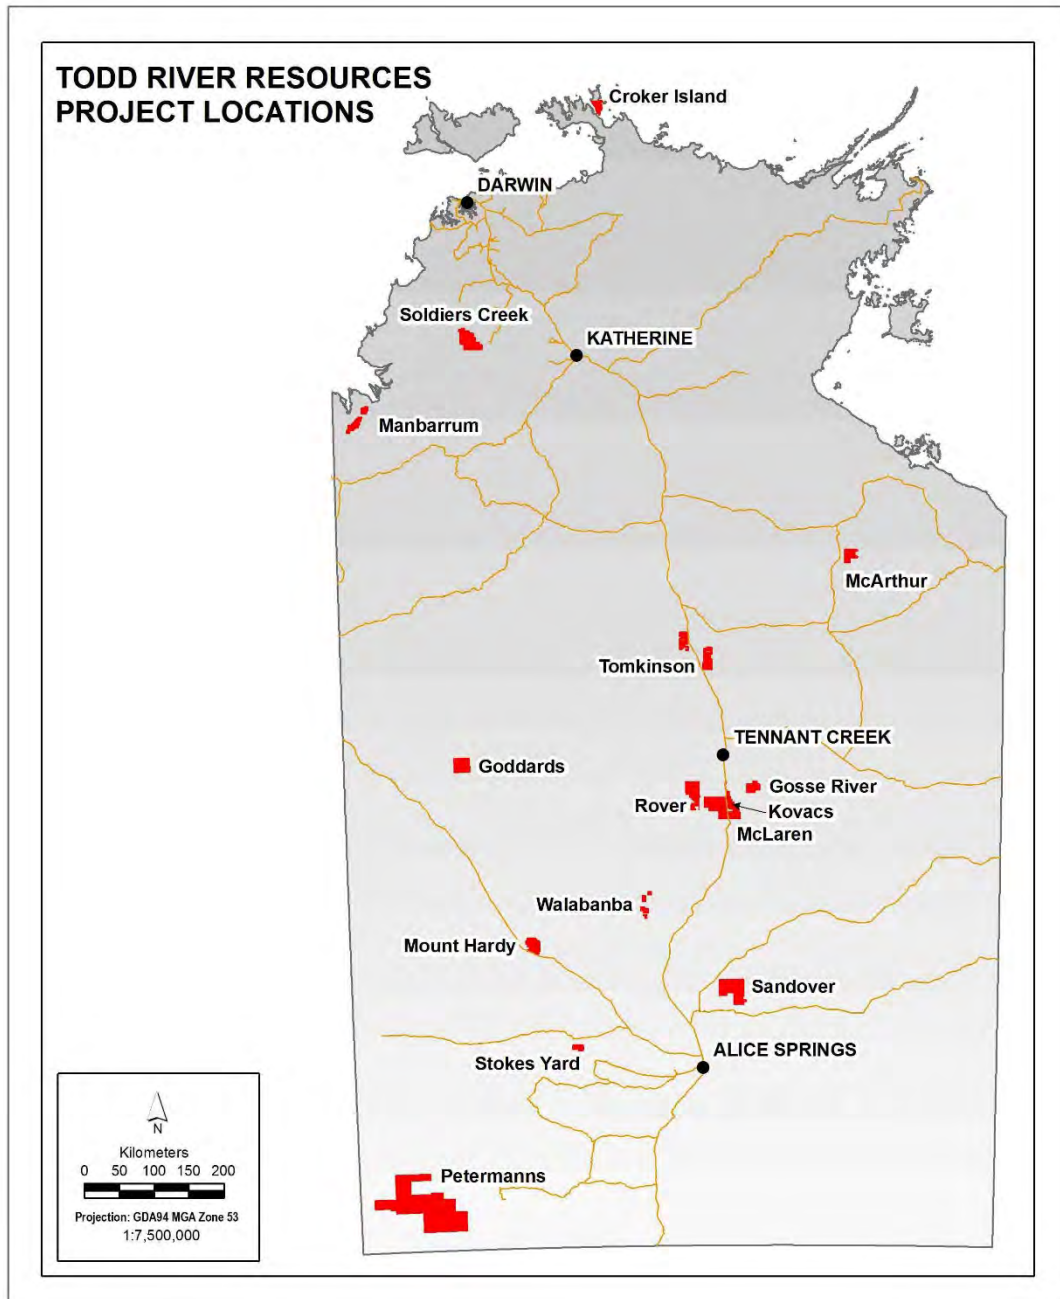 TODD RIVER RESOURCES
PROJECT LOCATIONS
Croker Island
DARWIN
Soldiers Creek
KATHERINE
Manbarrum
McArthur
Tomkinson
TENNANT CREEK
Goddards
Gosse River
Rover
Kovacs
McLaren
Walabanba
Mount Hardy
Sandover
ALICE SPRINGS
Stokes Yard
Petermanns
N
Kilometers
0 50 100 150 200
Projection: GDA94 MGA Zone 53
1:7,500,000